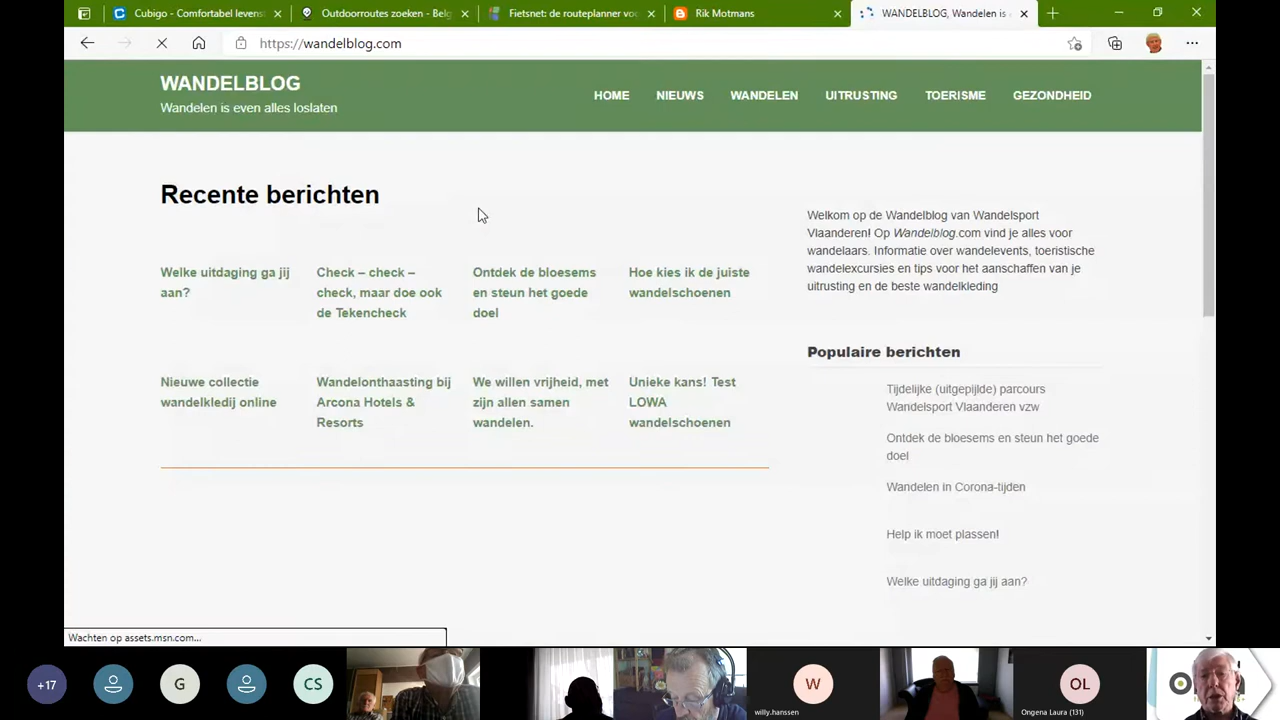 Cubigo - Comfortabel levenst
Outdoorroutes zoeken - Belg
Fietsnet: de routeplanner voo
Rik Motmans
WANDELBLOG, Wandelen is e
https://wandelblog.com
WANDELBLOG
Wandelen is even alles loslaten
HOME NIEUWS WANDELEN UITRUSTING TOERISME GEZONDHEID
Recente berichten
Welke uitdaging ga jij
aan?
Check – check –
check, maar doe ook
de Tekencheck
Ontdek de bloesems
en steun het goede
doel
Hoe kies ik de juiste
wandelschoenen
Nieuwe collectie
wandelkledij online
Wandelonthaasting bij
Arcona Hotels &
Resorts
We willen vrijheid, met
zijn allen samen
wandelen.
Unieke kans! Test
LOWA
wandelschoenen
Welkom op de Wandelblog van Wandelsport
Vlaanderen! Op Wandelblog.com vind je alles voor
wandelaars. Informatie over wandelevents, toeristische
wandelexcursies en tips voor het aanschaffen van je
uitrusting en de beste wandelkleding
Populaire berichten
Tijdelijke (uitgepijlde) parcours
Wandelsport Vlaanderen vzw
Ontdek de bloesems en steun het goede
doel
Wandelen in Corona-tijden
Help ik moet plassen!
Welke uitdaging ga jij aan?
Wachten op assets.msn.com...
+17
G
CS
W
willy.hanssen
OL
Ongena Laura (131)